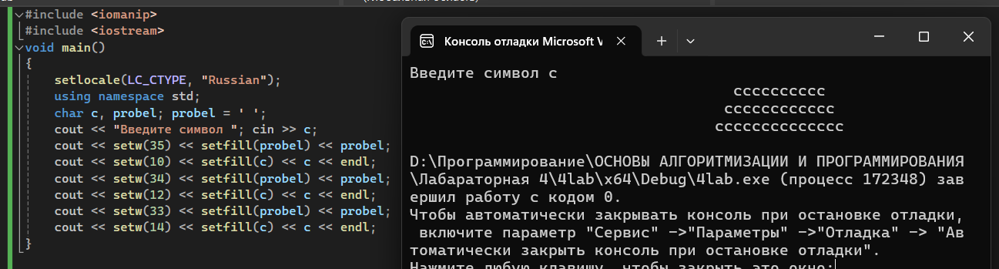 #include <iomanip>
#include <iostream>
void main()
{
setlocale(LC_CTYPE, "Russian");
using namespace std;
char c, probel; probel = ' ';
cout << "Введите символ "; cin >> c;
cout << setw(35) << setfill(probel) << probel;
cout << setw(10) << setfill(c) << c << endl;
cout << setw(34) << setfill(probel) << probel;
cout << setw(12) << setfill(c) << c << endl;
cout << setw(33) << setfill(probel) << probel;
cout << setw(14) << setfill(c) << c << endl;
}
Консоль отладки Microsoft V
Введите символ c
cccccccccc
cccccccccccc
cccccccccccccc
D:\Программирование\ОСНОВЫ АЛГОРИТМИЗАЦИИ И ПРОГРАММИРОВАНИЯ
\Лабараторная 4\4lab\x64\Debug\4lab.exe (процесс 172348) зав
ершил работу с кодом 0.
Чтобы автоматически закрывать консоль при остановке отладки,
включите параметр "Сервис" ->"Параметры" ->"Отладка" -> "Ав
томатически закрыть консоль при остановке отладки".
Нажмите любую клавишу, чтобы закрыть это окно: